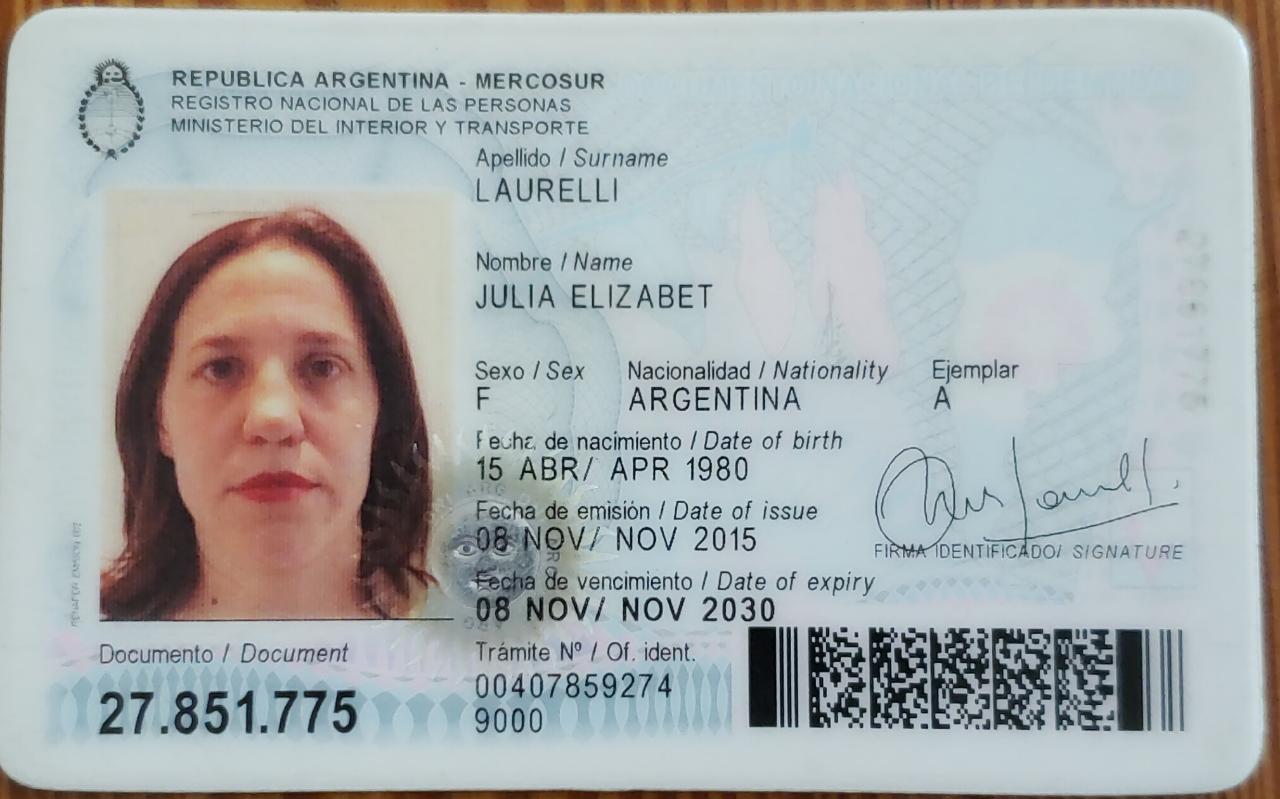 REPUBLICA ARGENTINA - MERCOSUR
REGISTRO NACIONAL DE LAS PERSONAS
MINISTERIO DEL INTERIOR Y TRANSPORTE
Apellido / Surname
LAURELLI
Nombre / Name
JULIA ELIZABET
Sexo / Sex Nacionalidad / Nationality Ejemplar
F ARGENTINA A
Fecha de nacimiento / Date of birth
15 ABR/ APR 1980
Fecha de emisión / Date of issue
08 NOV/ NOV 2015
FIRMA IDENTIFICADO/ SIGNATURE
Fecha de vencimiento / Date of expiry
08 NOV/ NOV 2030
Documento / Document
27.851.775
Trámite Nº / Of. ident.
00407859274
9000